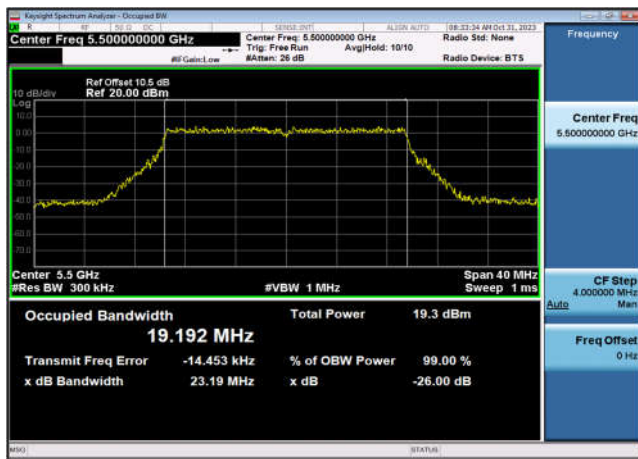 Keysight Spectrum Analyzer - Occupied BW
R RF 50 Ω DC SENSE:INT ALIGN AUTO 08:33:34 AM Oct 31, 2023
Center Freq 5.500000000 GHz Center Freq: 5.500000000 GHz Radio Std: None
Trig: Free Run Avg|Hold: 10/10
#IFGain:Low #Atten: 26 dB Radio Device: BTS
Frequency
Ref Offset 10.5 dB
10 dB/div Ref 20.00 dBm
Log
10.0
0.00
-10.0
-20.0
-30.0
-40.0
-50.0
-60.0
-70.0
Center 5.5 GHz Span 40 MHz
#Res BW 300 kHz #VBW 1 MHz Sweep 1 ms
Occupied Bandwidth Total Power 19.3 dBm
19.192 MHz
Transmit Freq Error -14.453 kHz % of OBW Power 99.00 %
x dB Bandwidth 23.19 MHz x dB -26.00 dB
Center Freq
5.500000000 GHz
CF Step
4.000000 MHz
Auto Man
Freq Offset
0 Hz
MSG STATUS